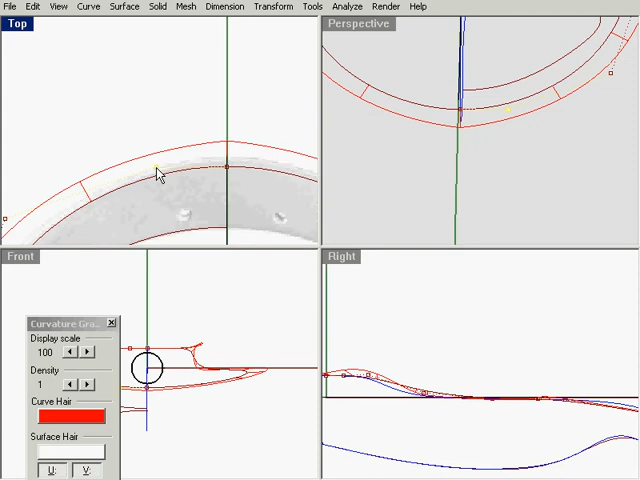 File Edit View Curve Surface Solid Mesh Dimension Transform Tools Analyze Render Help
Top
Perspective
Front
Right
Curvature Gra...
Display scale
100
Density
1
Curve Hair
Surface Hair
U: V: